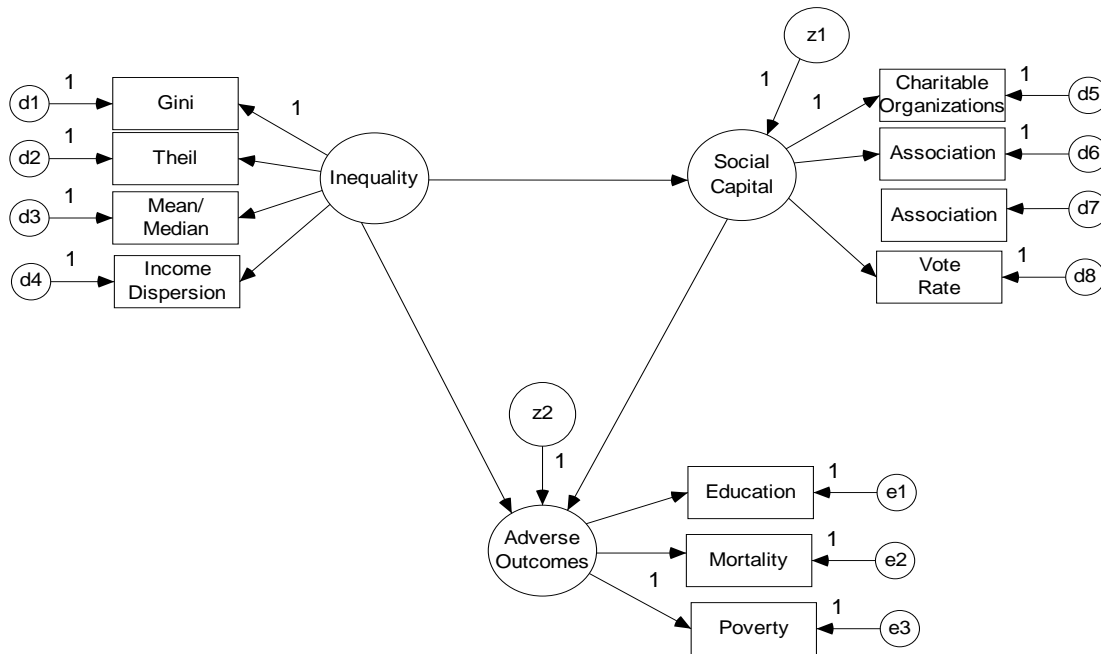 z1
1
d1
Gini
1
1
1
Charitable
Organizations
1
d5
1
d2
Theil
Inequality
Social
Capital
Association
1
d6
1
d3
Mean/
Median
Association
d7
1
d4
Income
Dispersion
Vote
Rate
1
d8
z2
1
Adverse
Outcomes
Education
1
e1
Mortality
1
e2
1
Poverty
1
e3